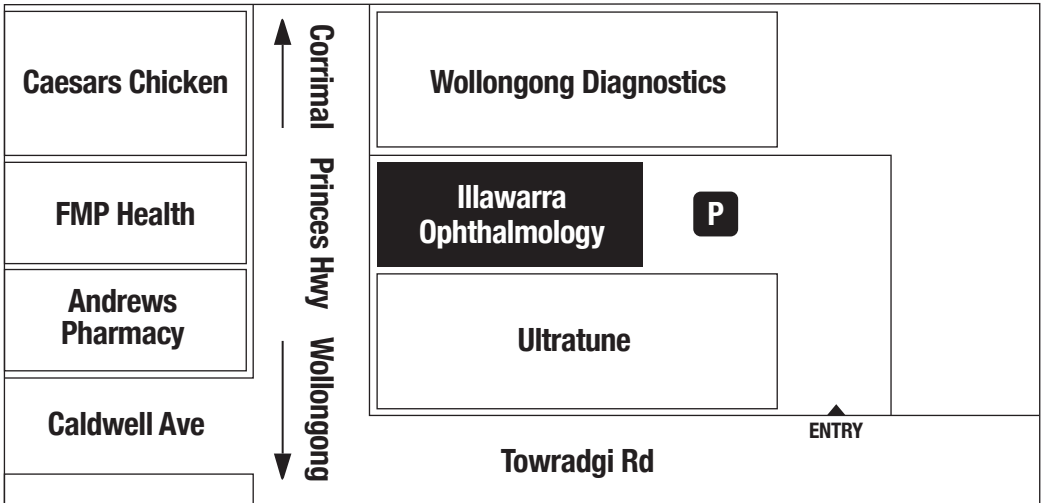 Caesars Chicken
FMP Health
Andrews
Pharmacy
Caldwell Ave
Corrimal
Princes Hwy
Wollongong
Wollongong Diagnostics
Illawarra
Ophthalmology
P
Ultratune
ENTRY
Towradgi Rd